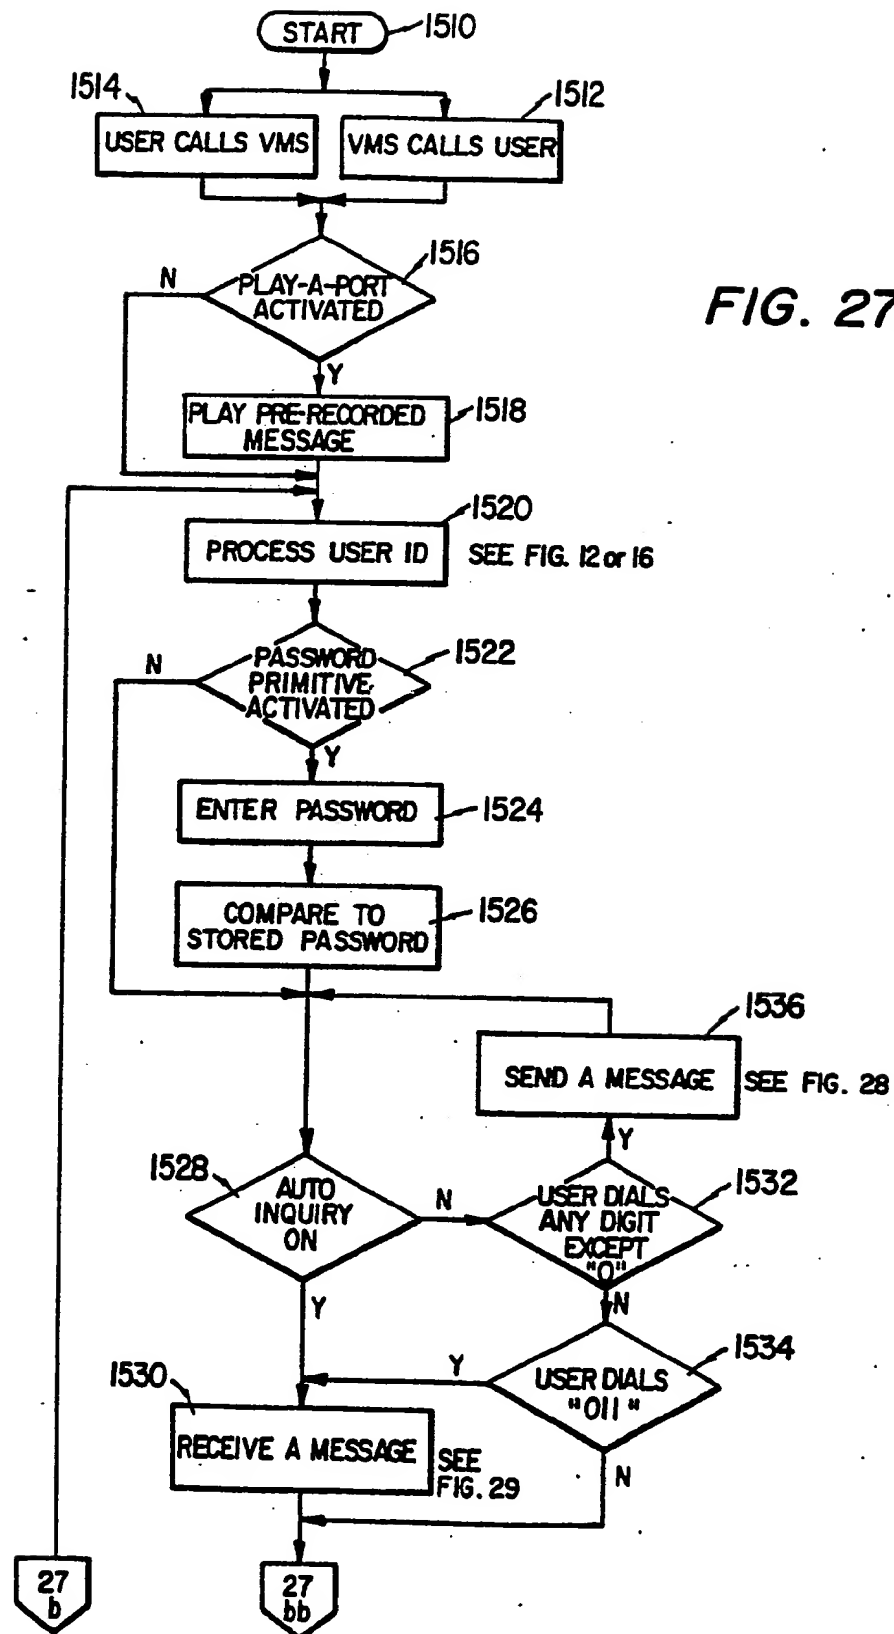 START
1510
1514
1512
USER CALLS VMS
VMS CALLS USER
1516
N
PLAY-A-PORT
ACTIVATED
FIG. 27
Y
PLAY PRE-RECORDED
MESSAGE
1518
1520
PROCESS USER ID
SEE FIG. 12 or 16
N
PASSWORD
PRIMITIVE
ACTIVATED
1522
Y
ENTER PASSWORD
1524
COMPARE TO
STORED PASSWORD
1526
1536
SEND A MESSAGE
SEE FIG. 28
Y
1528
AUTO
INQUIRY
ON
N
USER DIALS
ANY DIGIT
EXCEPT
"0"
1532
Y
N
1530
Y
USER DIALS
"011"
1534
RECEIVE A MESSAGE
SEE
FIG. 29
N
27
b
27
bb